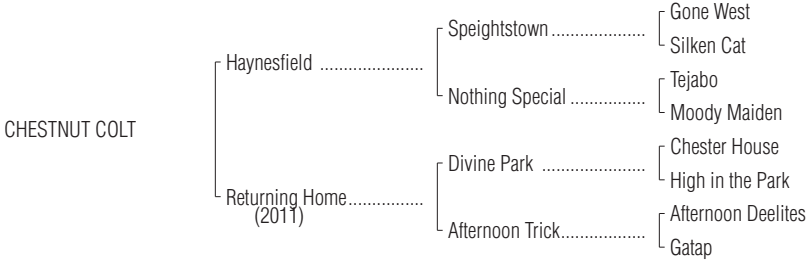 Gone West
Speightstown ....................
Silken Cat
Haynesfield ......................
Tejabo
Nothing Special ................
Moody Maiden
CHESTNUT COLT
Chester House
Divine Park ......................
High in the Park
Returning Home................
(2011)
Afternoon Deelites
Afternoon Trick..................
Gatap